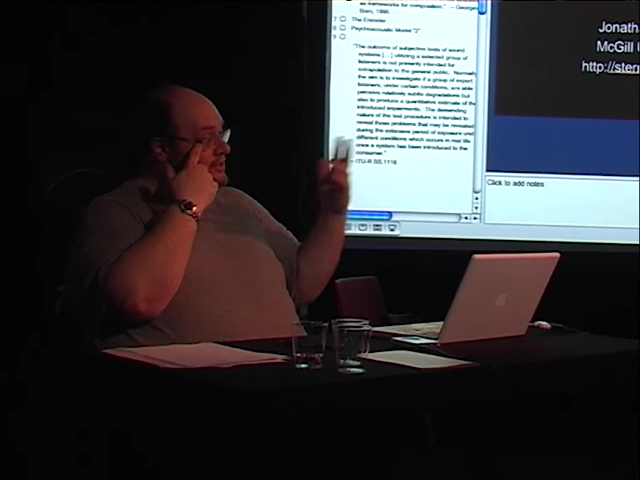 as frameworks for composition." -- Georgina
Born, 1995
7 The Encoder
8 Psychoacoustic Model "2"
9
"The outcome of subjective tests of sound
systems [...] utilizing a selected group of
listeners is not primarily intended for
extrapolation to the general public. Normally
the aim is to investigate if a group of expert
listeners, under certain conditions, are able
perceive relatively subtle degradations but
also to produce a quantitative estimate of the
introduced impairments. The demanding
nature of the test procedure is intended to
reveal those problems that may be revealed
during the extensive period of exposure and
different conditions which occurs in real life
once a system has been introduced to the
consumer."
-- ITU-R BS.1116
Jonath
McGill U
http://ster
Click to add notes